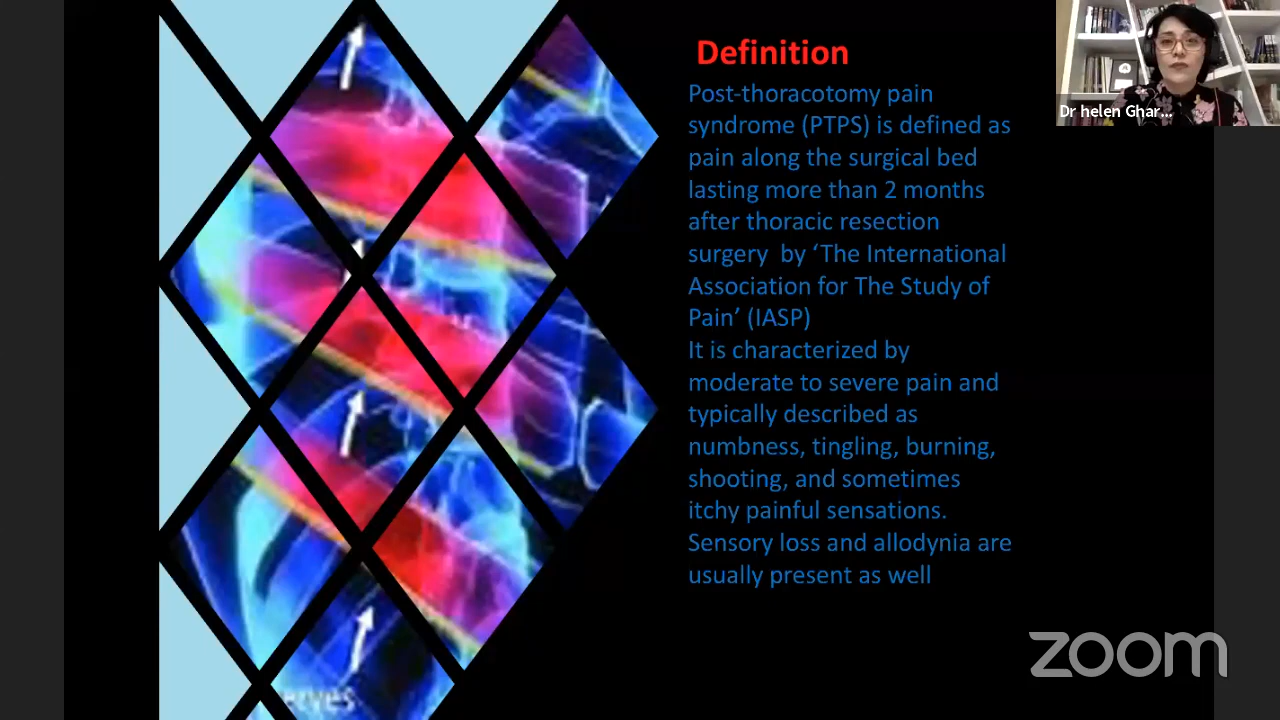 Definition
Post-thoracotomy pain
syndrome (PTPS) is defined as
pain along the surgical bed
lasting more than 2 months
after thoracic resection
surgery by ‘The International
Association for The Study of
Pain’ (IASP)
It is characterized by
moderate to severe pain and
typically described as
numbness, tingling, burning,
shooting, and sometimes
itchy painful sensations.
Sensory loss and allodynia are
usually present as well
Dr helen Ghar...
zoom